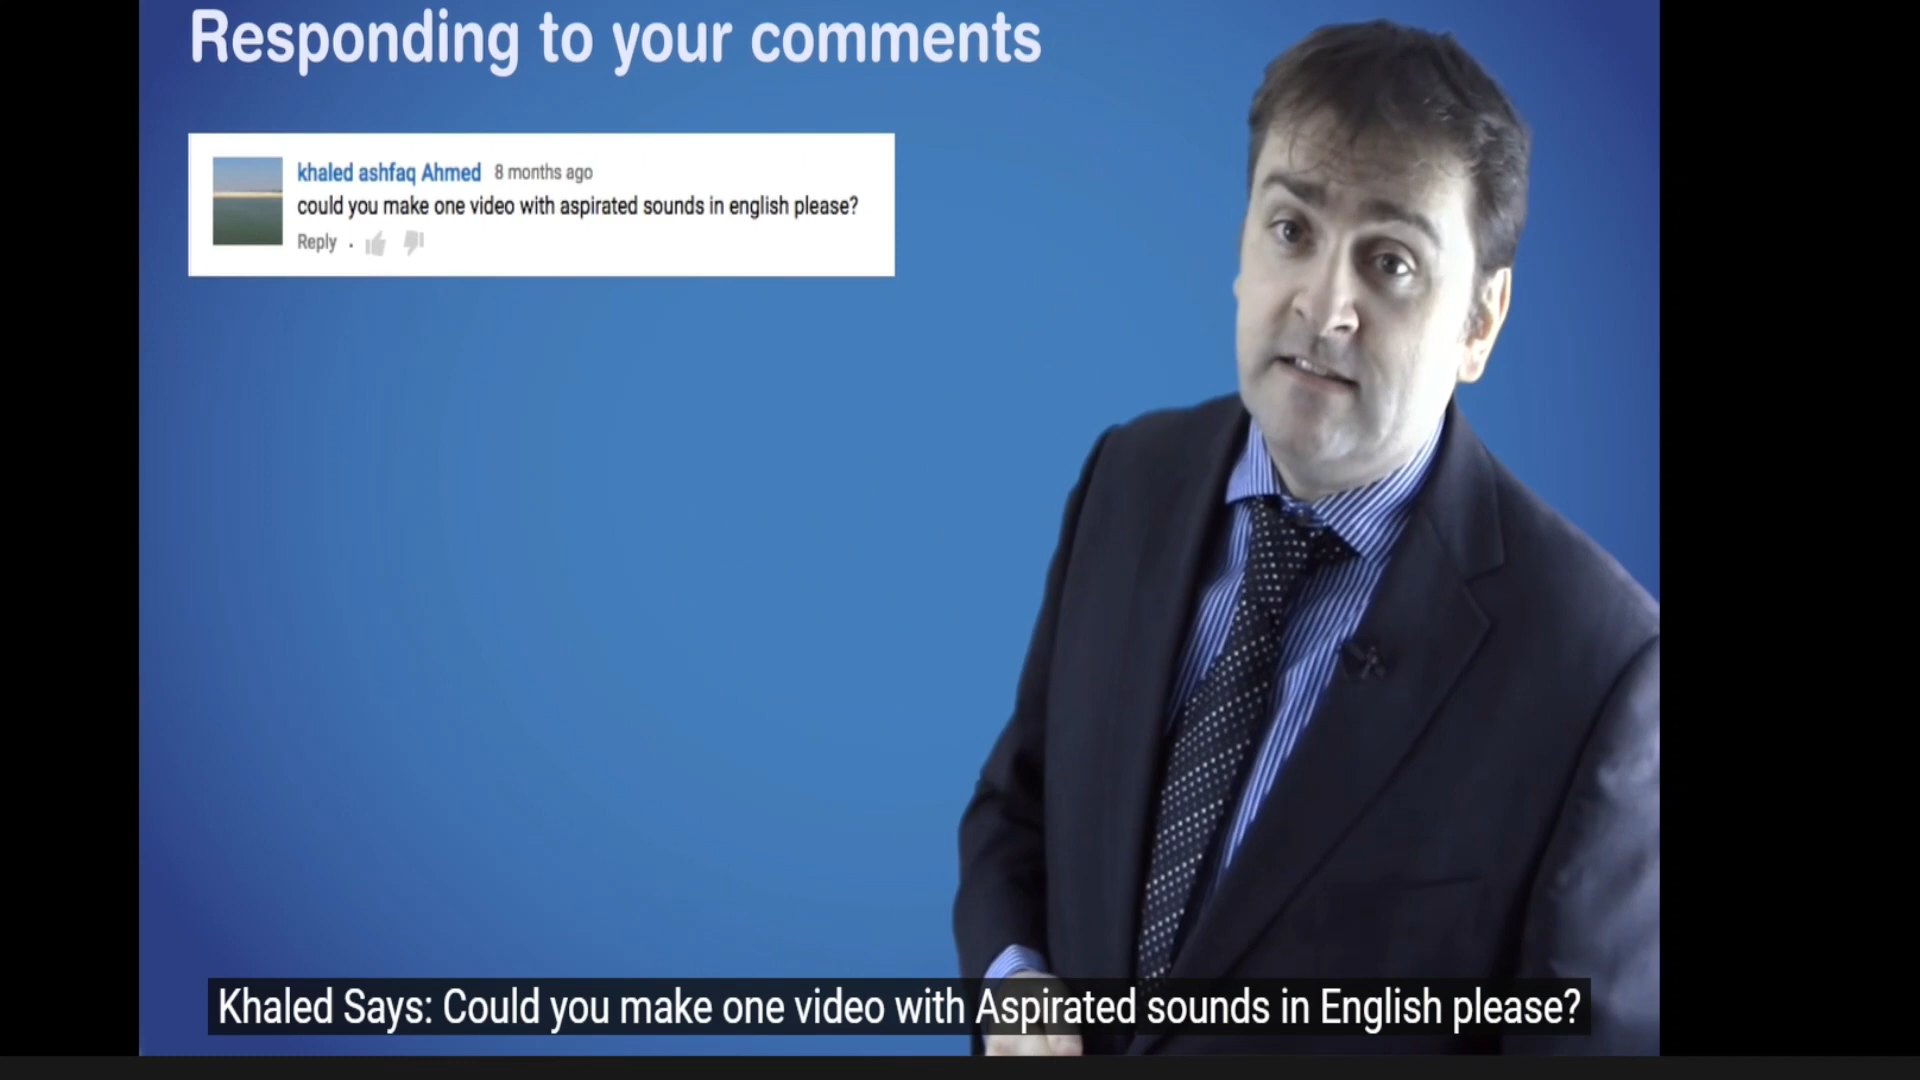 Responding to your comments
khaled ashfaq Ahmed 8 months ago
could you make one video with aspirated sounds in english please?
Reply .
Khaled Says: Could you make one video with Aspirated sounds in English please?